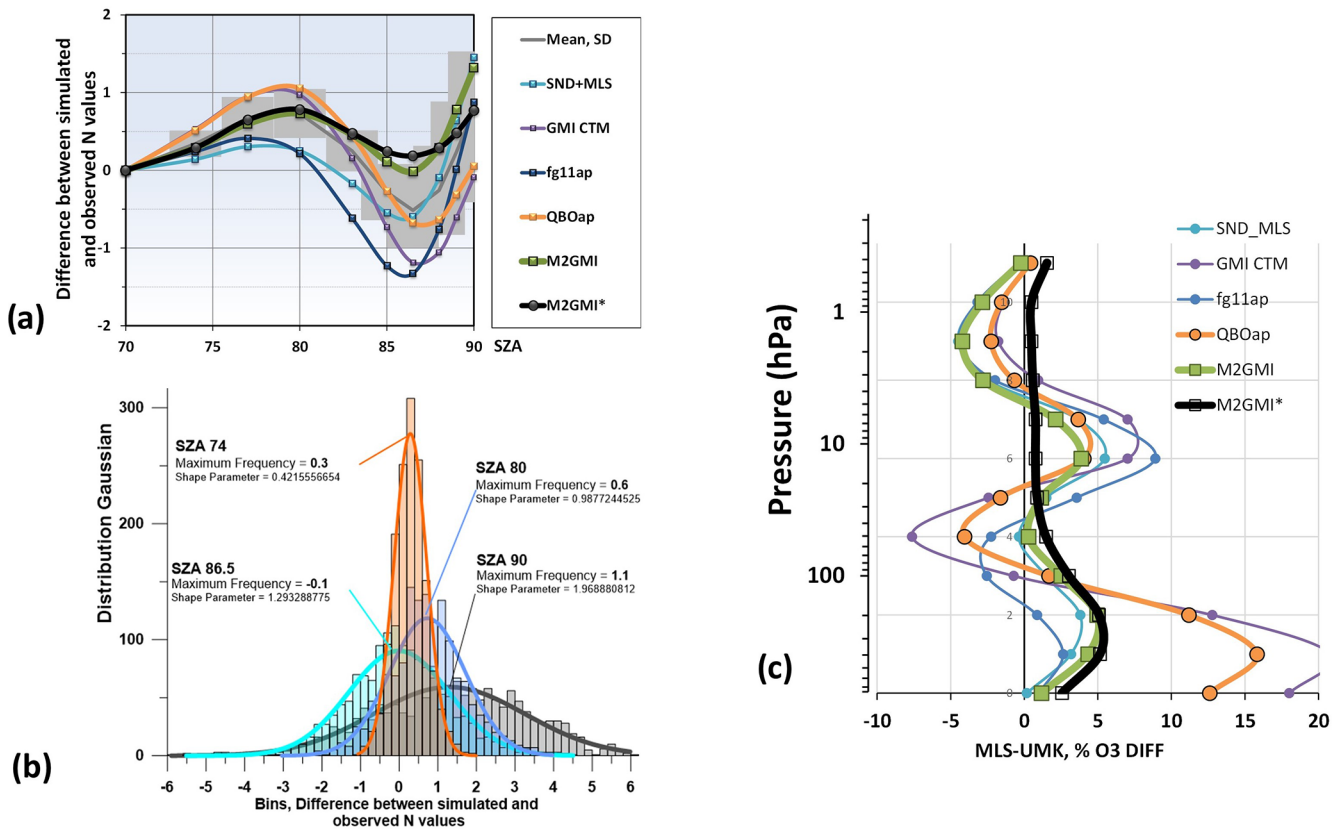 (a)
Difference between simulated
and observed N values
2
1
0
-1
-2
70
75
80
85
90
SZA
Mean, SD
SND+MLS
GMI CTM
fg11ap
QBOap
M2GMI
M2GMI*
(b)
Distribution Gaussian
300
200
100
0
SZA 74
Maximum Frequency = 0.3
Shape Parameter = 0.4215556654
SZA 80
Maximum Frequency = 0.6
Shape Parameter = 0.9877244525
SZA 86.5
Maximum Frequency = -0.1
Shape Parameter = 1.293288775
SZA 90
Maximum Frequency = 1.1
Shape Parameter = 1.968880812
-6 -5 -4 -3 -2 -1 0 1 2 3 4 5 6
Bins, Difference between simulated and
observed N values
(c)
Pressure (hPa)
1
10
100
10
8
6
4
2
0
-10 -5 0 5 10 15 20
MLS-UMK, % O3 DIFF
SND_MLS
GMI CTM
fg11ap
QBOap
M2GMI
M2GMI*